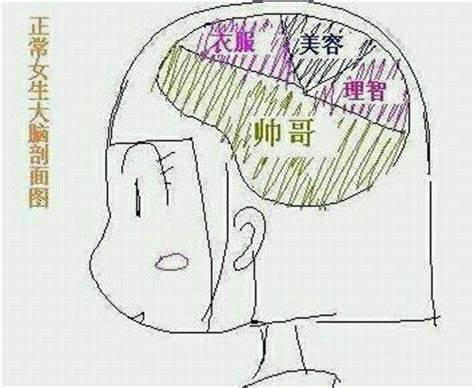 正常女生大脑剖面图
衣服
美容
理智
帅哥